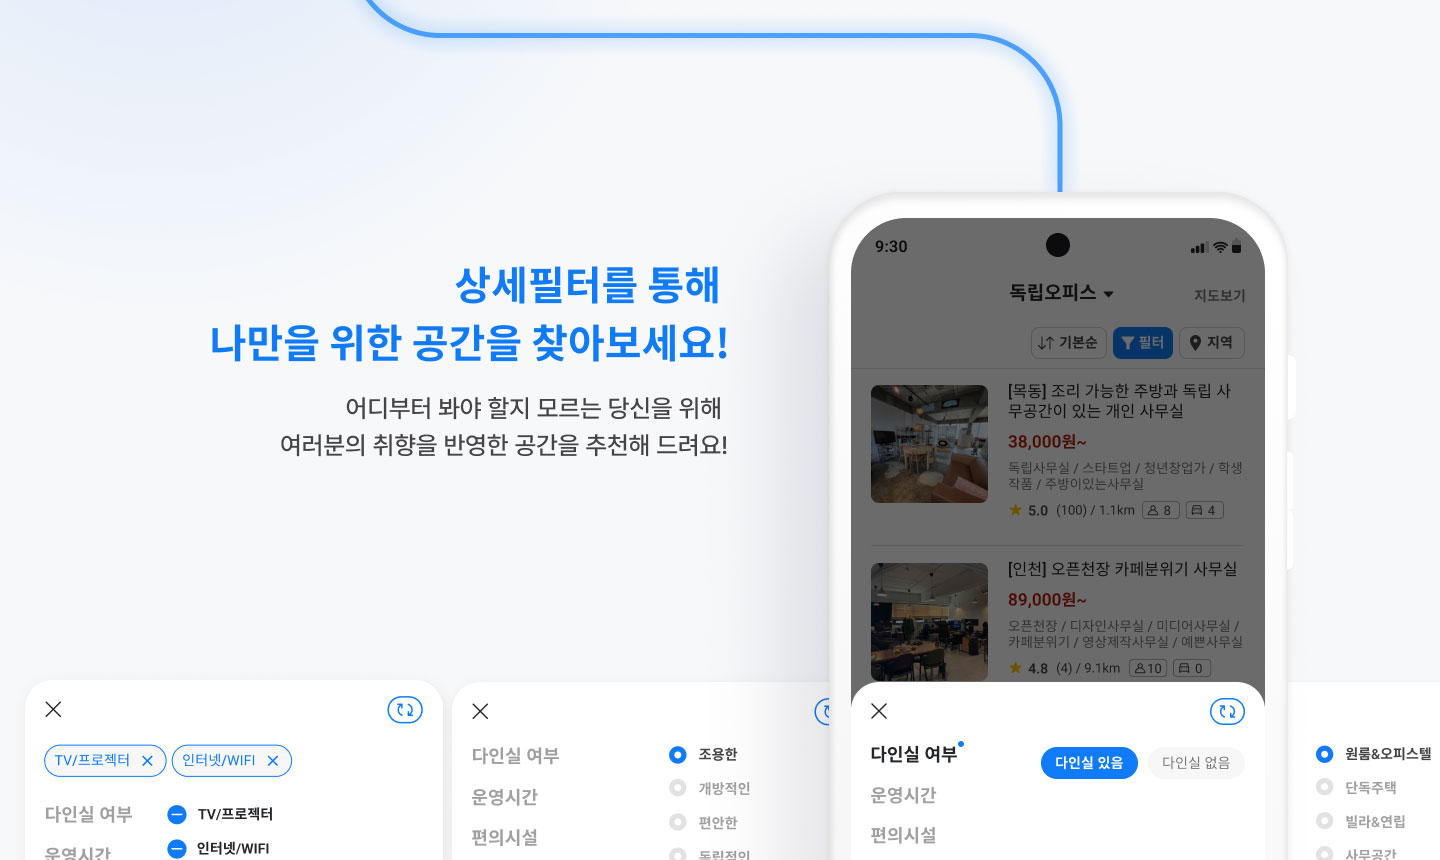 상세필터를 통해
나만을 위한 공간을 찾아보세요!
어디부터 봐야 할지 모르는 당신을 위해
여러분의 취향을 반영한 공간을 추천해 드려요!
9:30
독립오피스
지도보기
기본순
필터
지역
[목동] 조리 가능한 주방과 독립 사
무공간이 있는 개인 사무실
38,000원~
독립사무실 / 스타트업 / 청년창업가 / 학생
작품 / 주방이있는사무실
5.0 (100) / 1.1km 8 4
[인천] 오픈천장 카페분위기 사무실
89,000원~
오픈천장 / 디자인사무실 / 미디어사무실 /
카페분위기 / 영상제작사무실 / 예쁜사무실
4.8 (4) / 9.1km 10 0
TV/프로젝터
인터넷/WIFI
다인실 여부
운영시간
TV/프로젝터
인터넷/WIFI
다인실 여부
운영시간
편의시설
조용한
개방적인
편안한
독립적인
다인실 여부
운영시간
편의시설
다인실 있음
다인실 없음
원룸&오피스텔
단독주택
빌라&연립
사무공간